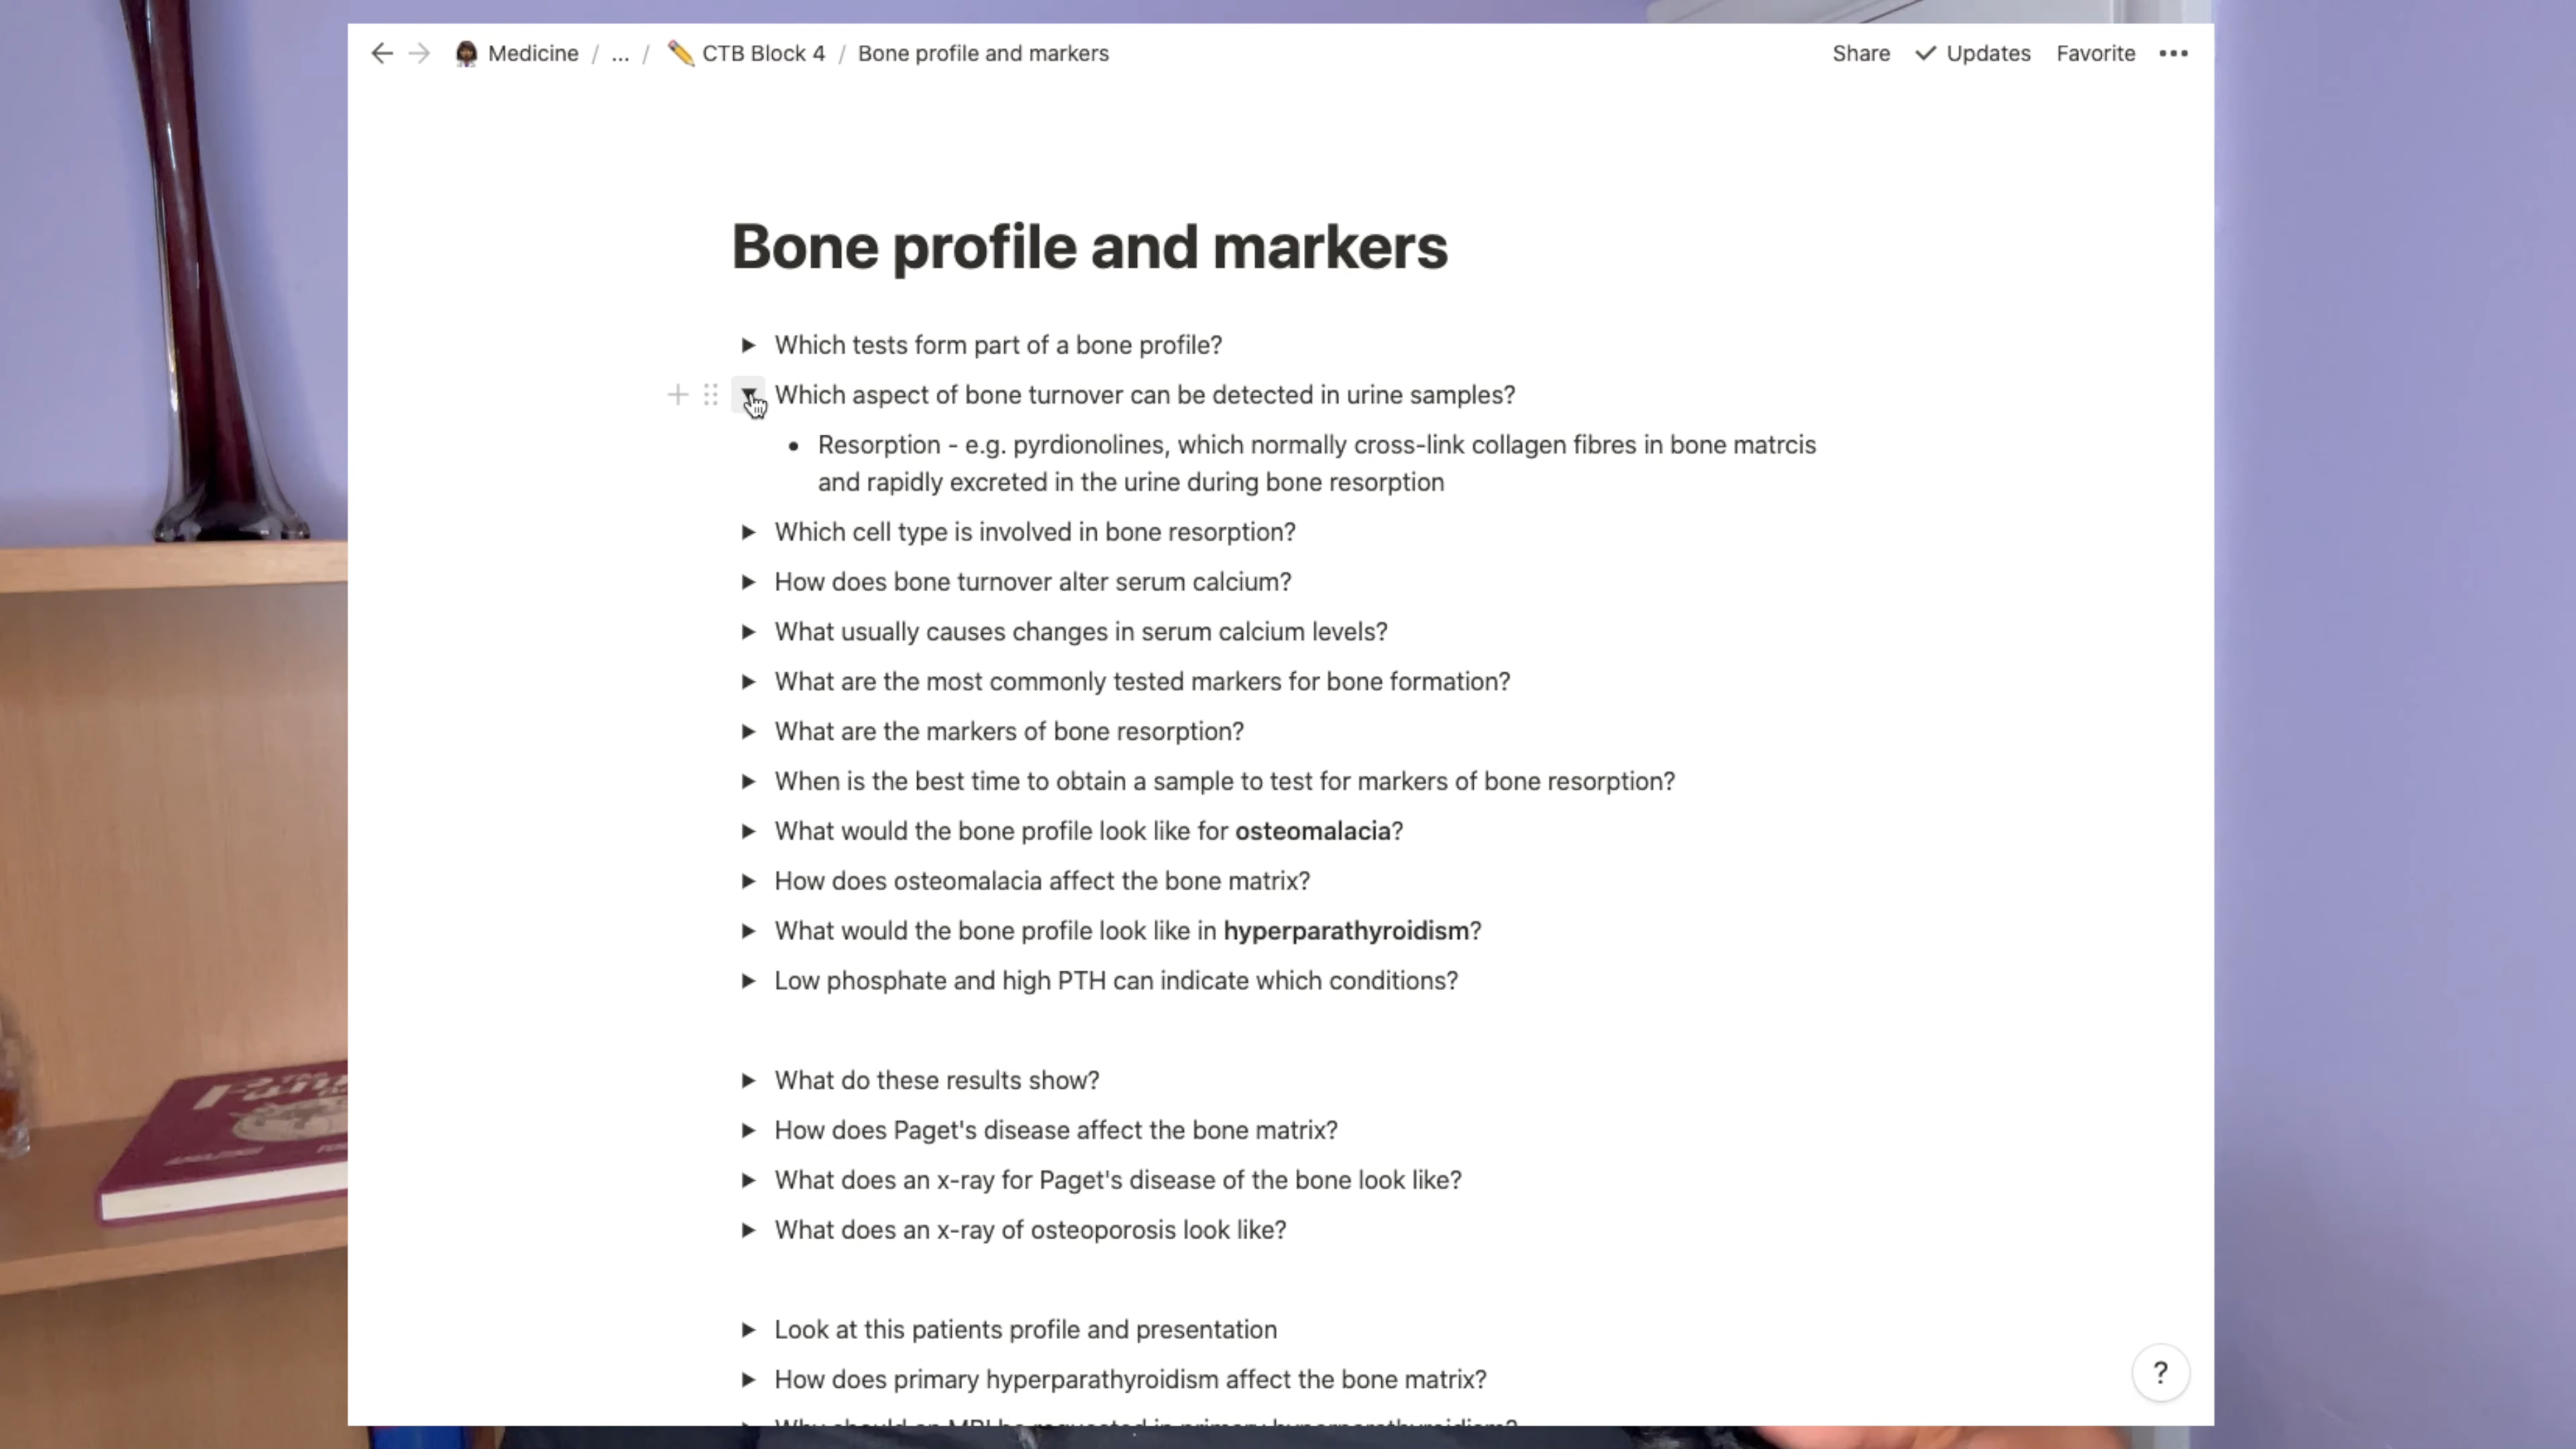 Medicine / ... / CTB Block 4 / Bone profile and markers
Share Updates Favorite
Bone profile and markers
Which tests form part of a bone profile?
Which aspect of bone turnover can be detected in urine samples?
Resorption - e.g. pyrdionolines, which normally cross-link collagen fibres in bone matrcis
and rapidly excreted in the urine during bone resorption
Which cell type is involved in bone resorption?
How does bone turnover alter serum calcium?
What usually causes changes in serum calcium levels?
What are the most commonly tested markers for bone formation?
What are the markers of bone resorption?
When is the best time to obtain a sample to test for markers of bone resorption?
What would the bone profile look like for osteomalacia?
How does osteomalacia affect the bone matrix?
What would the bone profile look like in hyperparathyroidism?
Low phosphate and high PTH can indicate which conditions?
What do these results show?
How does Paget's disease affect the bone matrix?
What does an x-ray for Paget's disease of the bone look like?
What does an x-ray of osteoporosis look like?
Look at this patients profile and presentation
How does primary hyperparathyroidism affect the bone matrix?
Why should an MRI be requested in primary hyperparathyroidism?
?